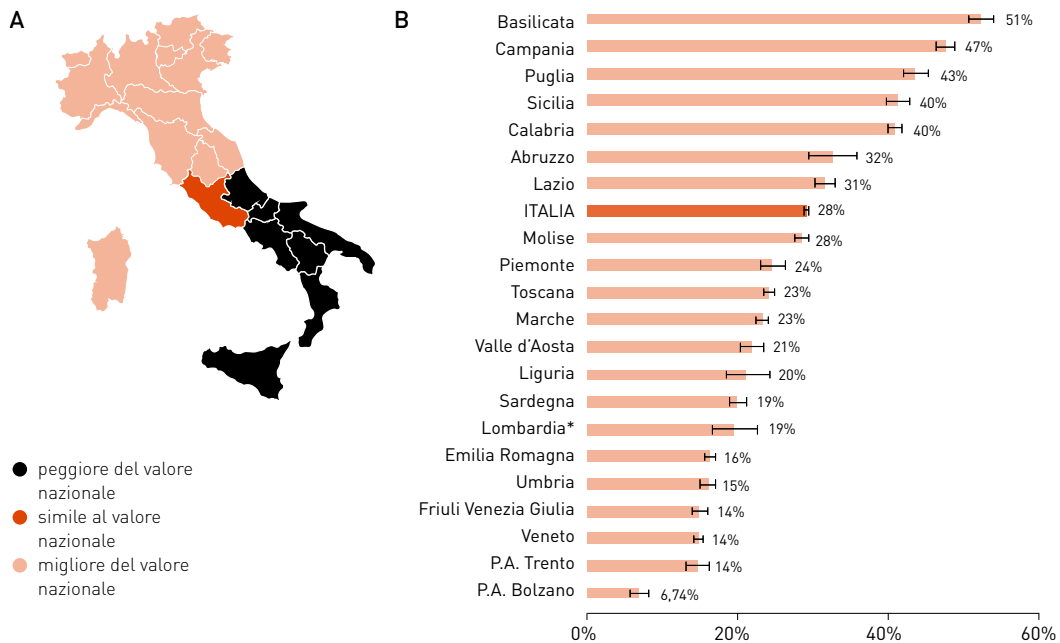 A
peggiore del valore
nazionale
simile al valore
nazionale
migliore del valore
nazionale
B
Basilicata 51%
Campania 47%
Puglia 43%
Sicilia 40%
Calabria 40%
Abruzzo 32%
Lazio 31%
ITALIA 28%
Molise 28%
Piemonte 24%
Toscana 23%
Marche 23%
Valle d’Aosta 21%
Liguria 20%
Sardegna 19%
Lombardia* 19%
Emilia Romagna 16%
Umbria 15%
Friuli Venezia Giulia 14%
Veneto 14%
P.A. Trento 14%
P.A. Bolzano 6,74%
0% 20% 40% 60%